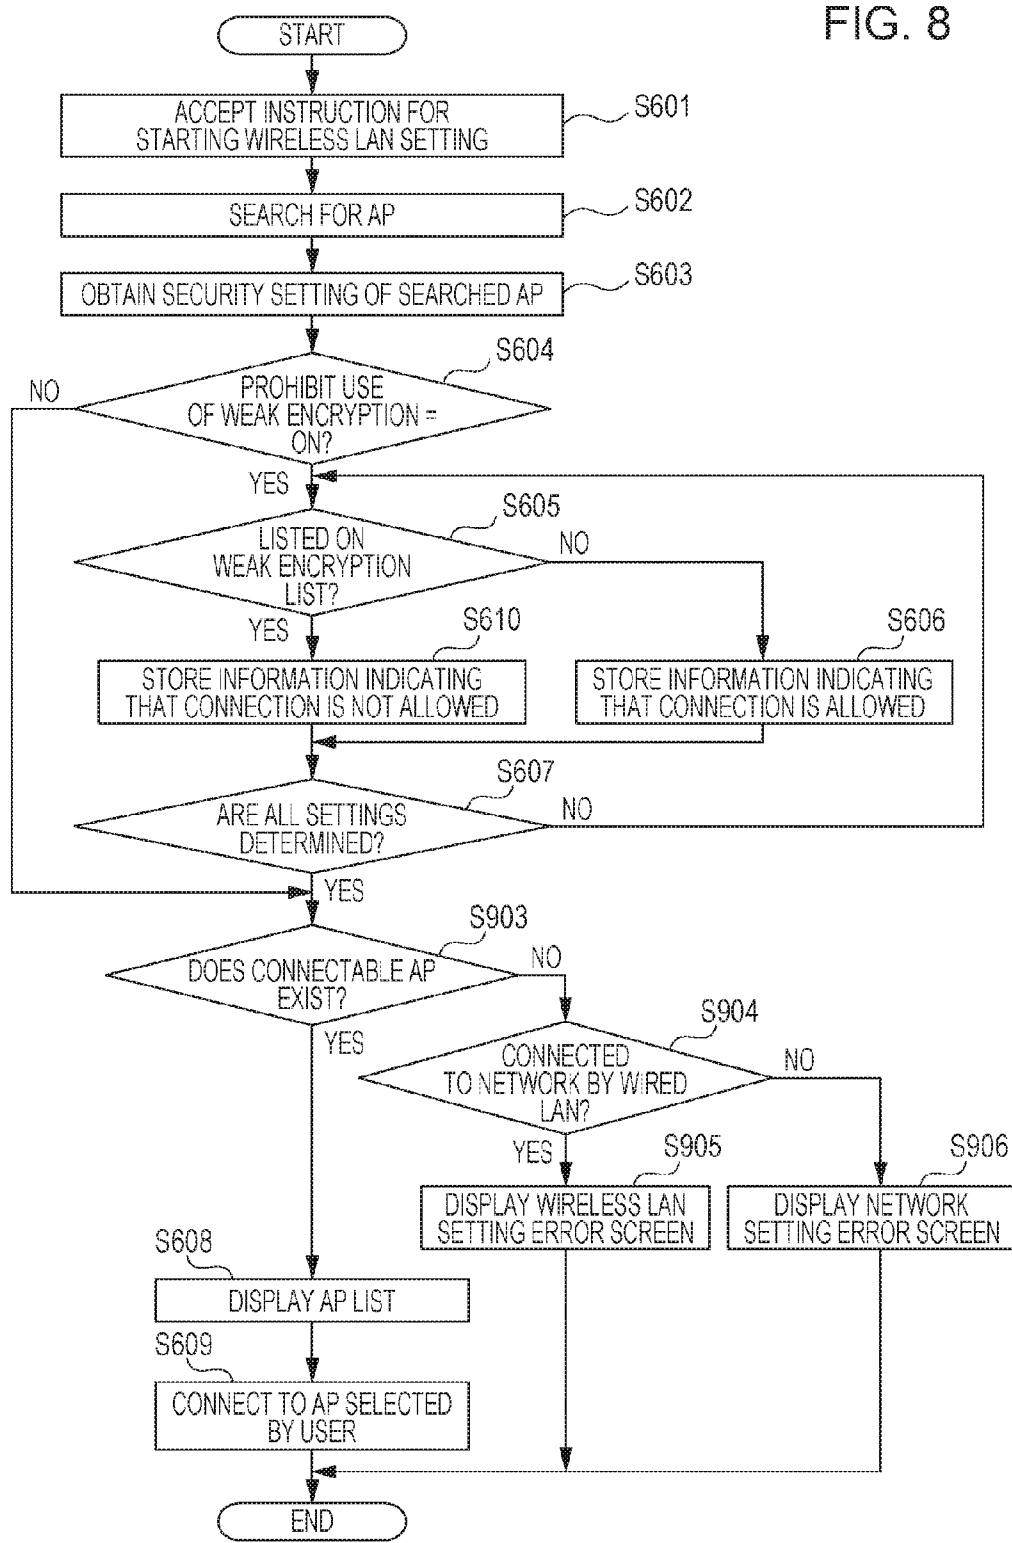 FIG. 8
START
S601
ACCEPT INSTRUCTION FOR
STARTING WIRELESS LAN SETTING
S602
SEARCH FOR AP
S603
OBTAIN SECURITY SETTING OF SEARCHED AP
S604
NO
PROHIBIT USE
OF WEAK ENCRYPTION =
ON?
YES
S605
LISTED ON
WEAK ENCRYPTION
LIST?
NO
YES
S610
S606
STORE INFORMATION INDICATING
THAT CONNECTION IS NOT ALLOWED
STORE INFORMATION INDICATING
THAT CONNECTION IS ALLOWED
S607
ARE ALL SETTINGS
DETERMINED?
NO
YES
S903
DOES CONNECTABLE AP
EXIST?
NO
YES
S904
CONNECTED
TO NETWORK BY WIRED
LAN?
NO
YES
S905
S906
DISPLAY WIRELESS LAN
SETTING ERROR SCREEN
DISPLAY NETWORK
SETTING ERROR SCREEN
S608
DISPLAY AP LIST
S609
CONNECT TO AP SELECTED
BY USER
END